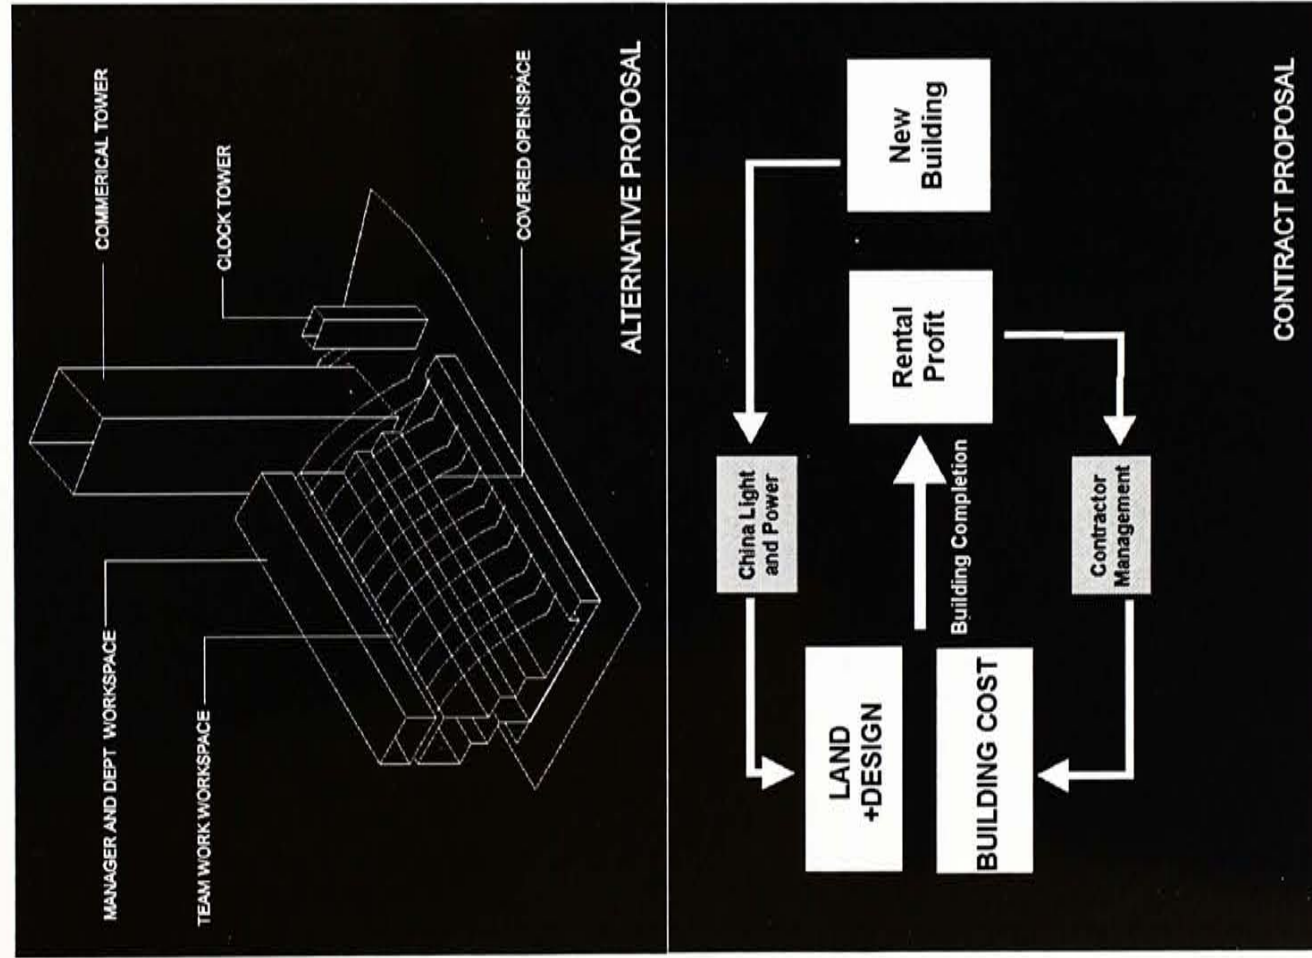 MANAGER AND DEPT WORKSPACE
COMMERICAL TOWER
TEAM WORK WORKSPACE
CLOCK TOWER
COVERED OPENSPACE
ALTERNATIVE PROPOSAL
China Light
and Power
New
Building
LAND
+DESIGN
Rental
Profit
Building Completion
BUILDING COST
Contractor
Management
CONTRACT PROPOSAL